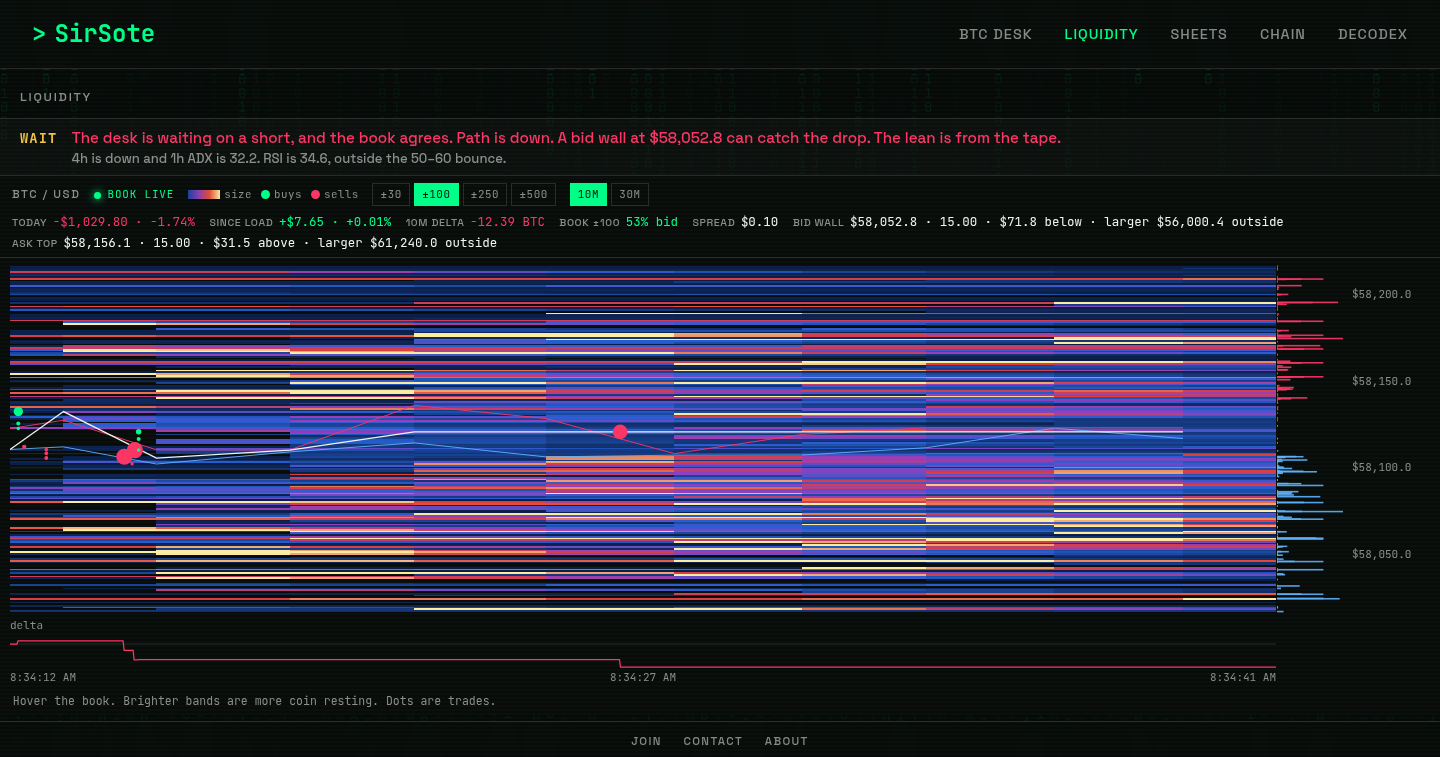 > SirSote
BTC DESK LIQUIDITY SHEETS CHAIN DECODEX
LIQUIDITY
WAIT The desk is waiting on a short, and the book agrees. Path is down. A bid wall at $58,052.8 can catch the drop. The lean is from the tape.
4h is down and 1h ADX is 32.2. RSI is 34.6, outside the 50–60 bounce.
BTC / USD BOOK LIVE size buys sells ±30 ±100 ±250 ±500 10M 30M
TODAY -$1,029.80 · -1.74% SINCE LOAD +$7.65 · +0.01% 10M DELTA -12.39 BTC BOOK ±100 53% bid SPREAD $0.10 BID WALL $58,052.8 · 15.00 · $71.8 below · larger $56,000.4 outside
ASK TOP $58,156.1 · 15.00 · $31.5 above · larger $61,240.0 outside
$58,200.0
$58,150.0
$58,100.0
$58,050.0
delta
8:34:12 AM 8:34:27 AM 8:34:41 AM
Hover the book. Brighter bands are more coin resting. Dots are trades.
JOIN CONTACT ABOUT